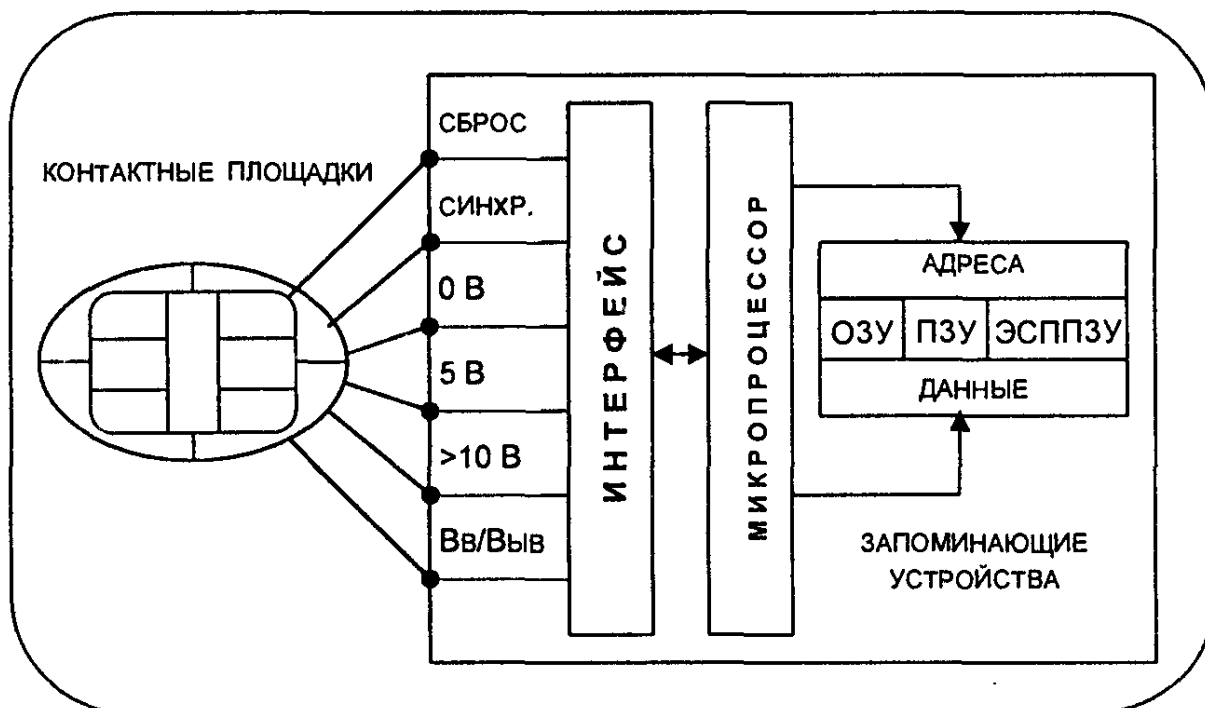 СБРОС
КОНТАКТНЫЕ ПЛОЩАДКИ
СИНХР.
0 В
5 В
>10 В
Вв/Выв
ИНТЕРФЕЙС
МИКРОПРОЦЕССОР
АДРЕСА
ОЗУ ПЗУ ЭСППЗУ
ДАННЫЕ
ЗАПОМИНАЮЩИЕ
УСТРОЙСТВА